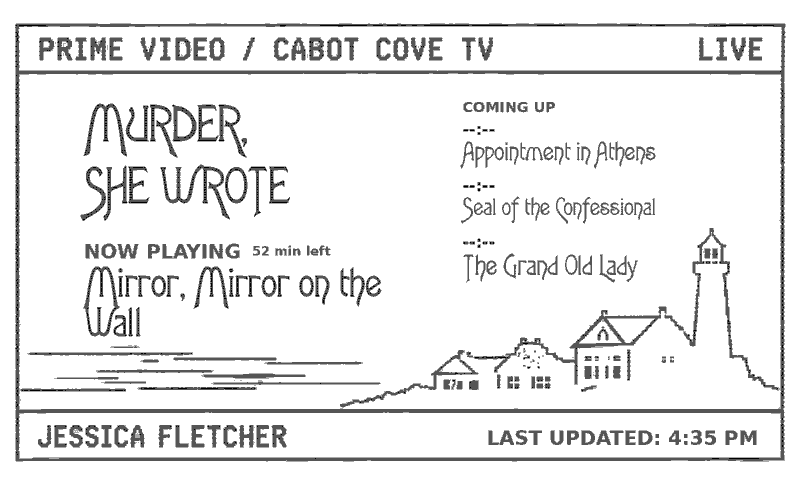 PRIME VIDEO / CABOT COVE TV
LIVE
MURDER,
SHE WROTE
NOW PLAYING 52 min left
Mirror, Mirror on the
Wall
COMING UP
--:--
Appointment in Athens
--:--
Seal of the Confessional
--:--
The Grand Old Lady
JESSICA FLETCHER
LAST UPDATED: 4:35 PM